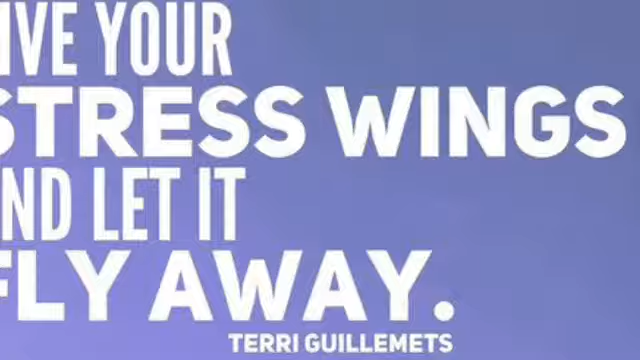 IVE YOUR
STRESS WINGS
ND LET IT
FLY AWAY.
TERRI GUILLEMETS